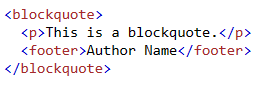 <blockquote>
  <p>This is a blockquote.</p>
  <footer>Author Name</footer>
</blockquote>